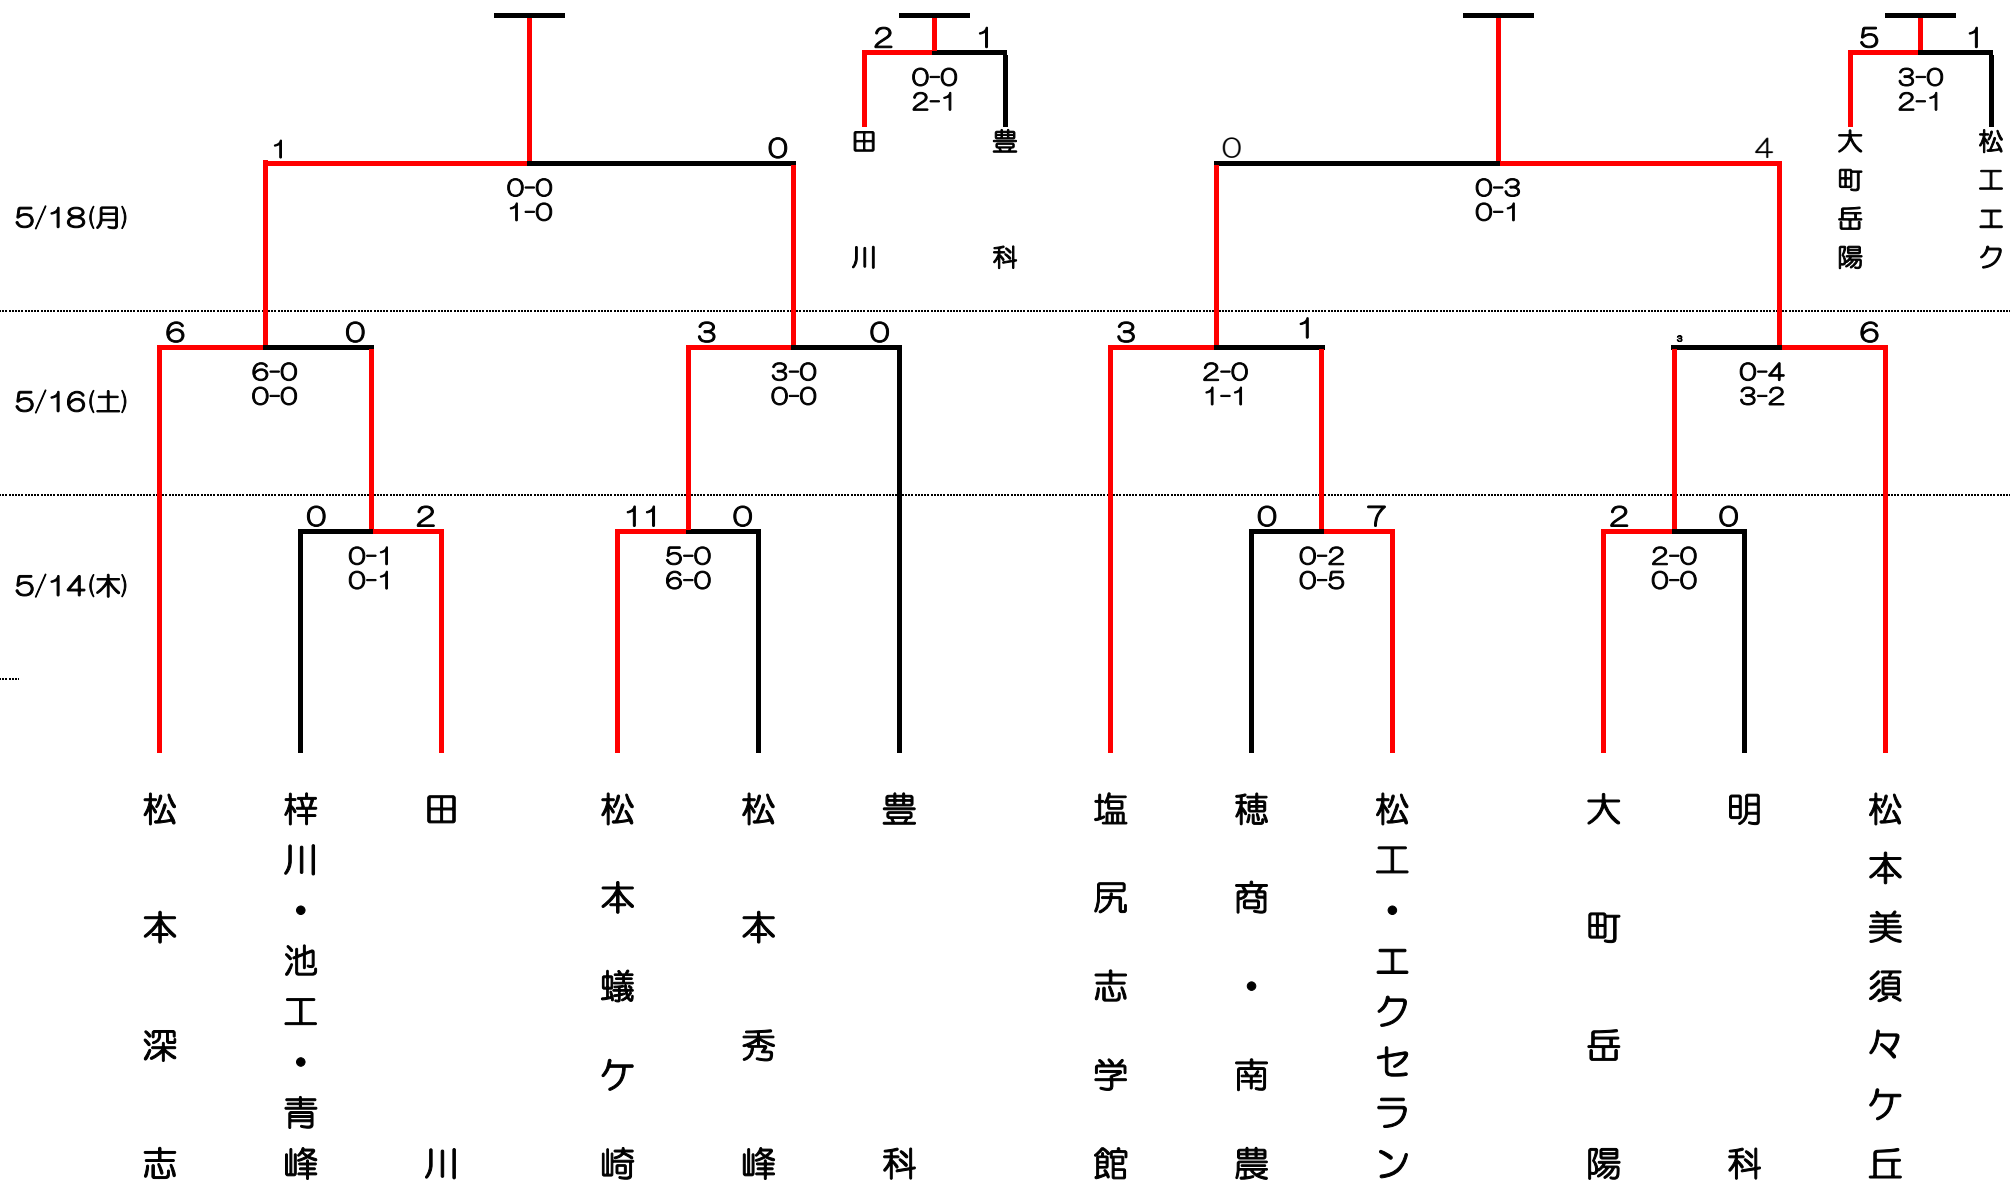 2 1
0-0
2-1
田川
豊科
5 1
3-0
2-1
大町岳陽
松工エク
1 0
0-0
1-0
0 4
0-3
0-1
5/18(月)
6 0
6-0
0-0
3 0
3-0
0-0
3 1
2-0
1-1
3 6
0-4
3-2
5/16(土)
0 2
0-1
0-1
11 0
5-0
6-0
0 7
0-2
0-5
2 0
2-0
0-0
5/14(木)
松本深志
梓川・池工・青峰
田川
松本蟻ケ崎
松本秀峰
豊科
塩尻志学館
穂商・南農
松工・エクセラン
大町岳陽
明科
松本美須々ケ丘